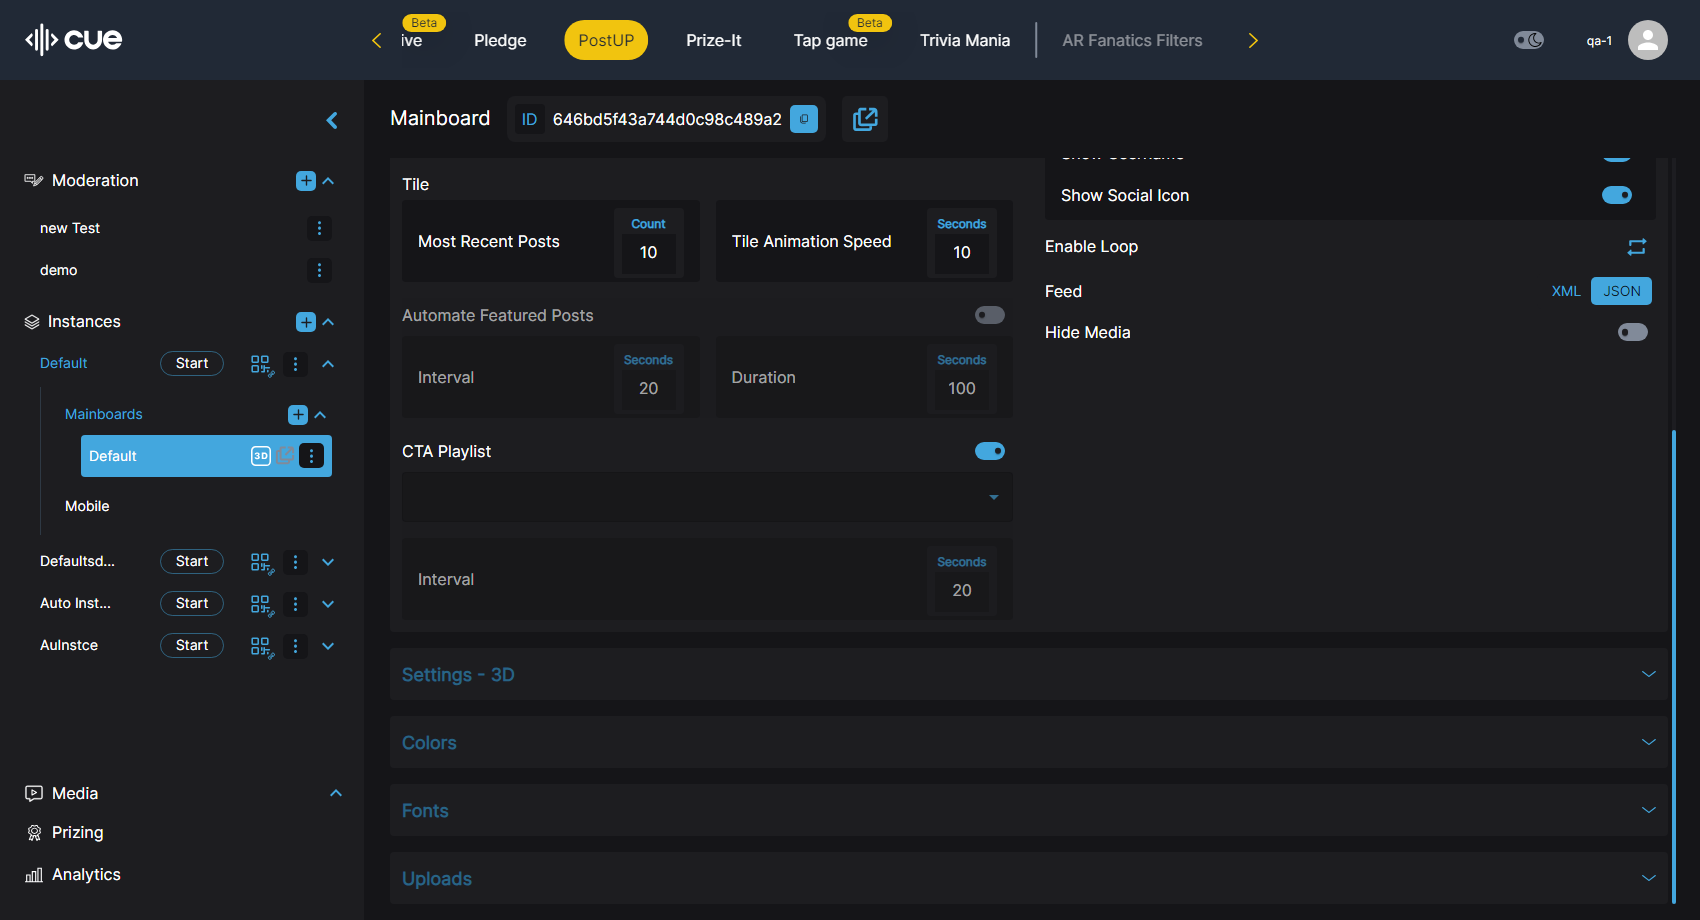 cue
Beta
ive
Pledge
PostUP
Prize-It
Beta
Tap game
Trivia Mania
AR Fanatics Filters
qa-1
Mainboard
ID 646bd5f43a744d0c98c489a2
Moderation
new Test
demo
Instances
Default Start
Mainboards
Default 3D
Mobile
Defaultsd... Start
Auto Inst... Start
AuInstce Start
Media
Prizing
Analytics
Tile
Most Recent Posts
Count
10
Tile Animation Speed
Seconds
10
Automate Featured Posts
Interval
Seconds
20
Duration
Seconds
100
CTA Playlist
Interval
Seconds
20
Show Username
Show Social Icon
Enable Loop
Feed XML JSON
Hide Media
Settings - 3D
Colors
Fonts
Uploads